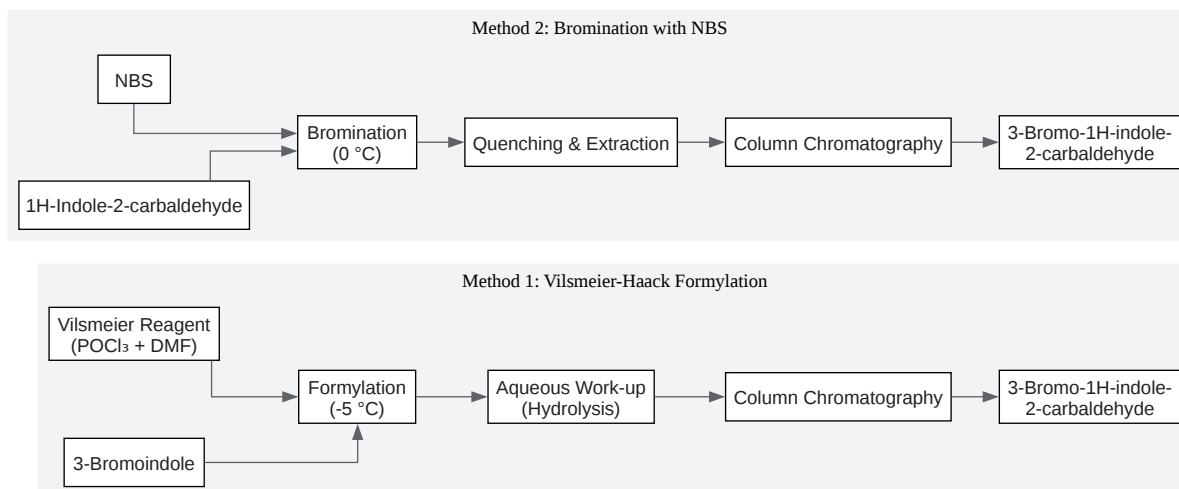 Method 2: Bromination with NBS
NBS
1H-Indole-2-carbaldehyde
Bromination
(0 °C)
Quenching & Extraction
Column Chromatography
3-Bromo-1H-indole-
2-carbaldehyde
Method 1: Vilsmeier-Haack Formylation
Vilsmeier Reagent
(POCl₃ + DMF)
3-Bromoindole
Formylation
(-5 °C)
Aqueous Work-up
(Hydrolysis)
Column Chromatography
3-Bromo-1H-indole-
2-carbaldehyde